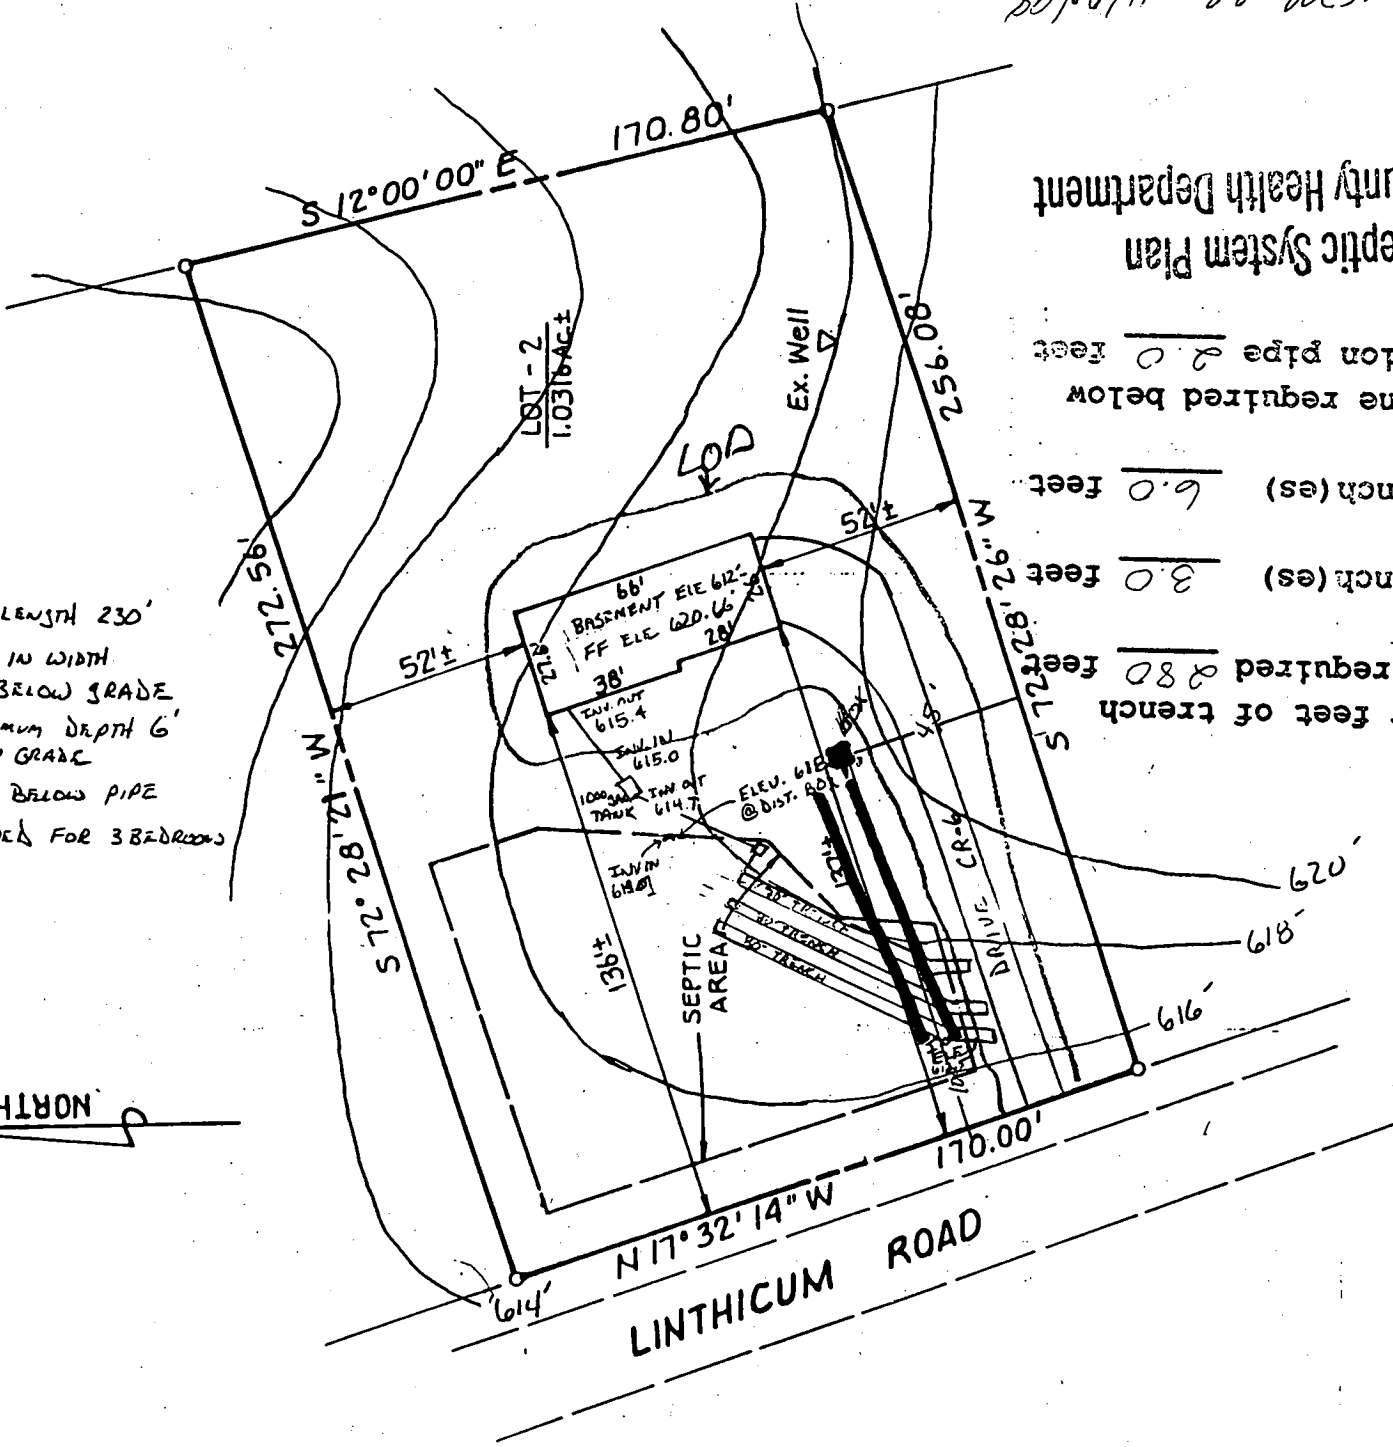 170.80'
S 12°00'00" E
LOT - 2
1.0316 Ac.±
Ex. Well
256.08'
S 72°28'26" W
LOD
52'±
66'
BASEMENT ELE 612'±
FF ELE 620.66'
28'
38'
52'±
272.56'
S 72°28'21" W
INV. OUT
615.4
INV. IN
615.0
1000 GAL
TANK
INV OUT
614.7
ELEV. 618
@ DIST. BOX
BOX
45'
INV IN
137'±
136'±
SEPTIC
AREA
TRENCH
TRENCH
TRENCH
DRIVE CR-6
620'
618'
616'
614'
170.00'
N 17°32'14" W
LINTHICUM ROAD
LENGTH 230'
IN WIDTH
BELOW GRADE
MUM DEPTH 6'
GRADE
BELOW PIPE
ED FOR 3 BEDROOMS
NORTH
feet of trench
required 280 feet
nch(es) 3.0 feet
nch(es) 6.0 feet
ne required below
ion pipe 2.0 feet
eptic System Plan
unty Health Department